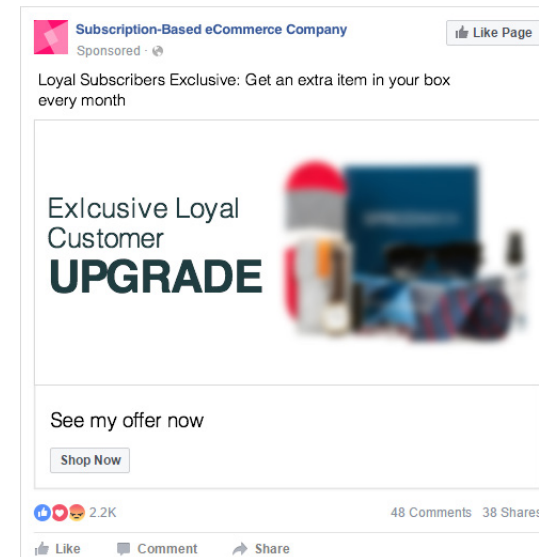 Subscription-Based eCommerce Company
Like Page
Sponsored ·
Loyal Subscribers Exclusive: Get an extra item in your box
every month
Exlcusive Loyal
Customer
UPGRADE
See my offer now
Shop Now
2.2K
48 Comments 38 Shares
Like Comment Share